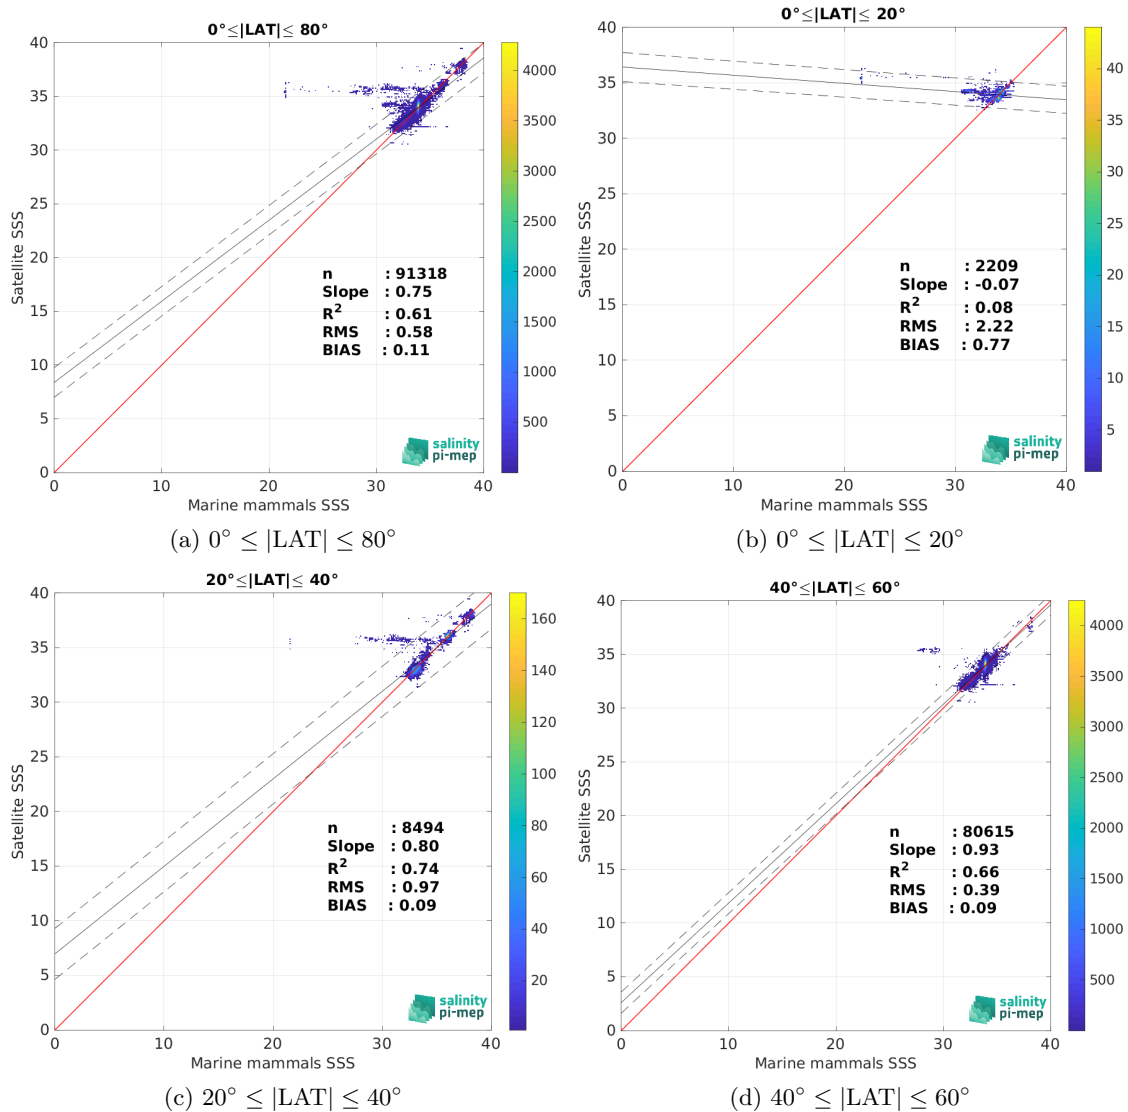 0°≤|LAT|≤ 80°
40
35
30
25
20
15
10
5
0
Satellite SSS
0
10
20
30
40
Marine mammals SSS
n : 91318
Slope : 0.75
R² : 0.61
RMS : 0.58
BIAS : 0.11
salinity
pi-mep
4000
3500
3000
2500
2000
1500
1000
500
(a) 0° ≤ |LAT| ≤ 80°
0°≤|LAT|≤ 20°
40
35
30
25
20
15
10
5
0
Satellite SSS
0
10
20
30
40
Marine mammals SSS
n : 2209
Slope : -0.07
R² : 0.08
RMS : 2.22
BIAS : 0.77
salinity
pi-mep
40
35
30
25
20
15
10
5
(b) 0° ≤ |LAT| ≤ 20°
20°≤|LAT|≤ 40°
40
35
30
25
20
15
10
5
0
Satellite SSS
0
10
20
30
40
Marine mammals SSS
n : 8494
Slope : 0.80
R² : 0.74
RMS : 0.97
BIAS : 0.09
salinity
pi-mep
160
140
120
100
80
60
40
20
(c) 20° ≤ |LAT| ≤ 40°
40°≤|LAT|≤ 60°
40
35
30
25
20
15
10
5
0
Satellite SSS
0
10
20
30
40
Marine mammals SSS
n : 80615
Slope : 0.93
R² : 0.66
RMS : 0.39
BIAS : 0.09
salinity
pi-mep
4000
3500
3000
2500
2000
1500
1000
500
(d) 40° ≤ |LAT| ≤ 60°